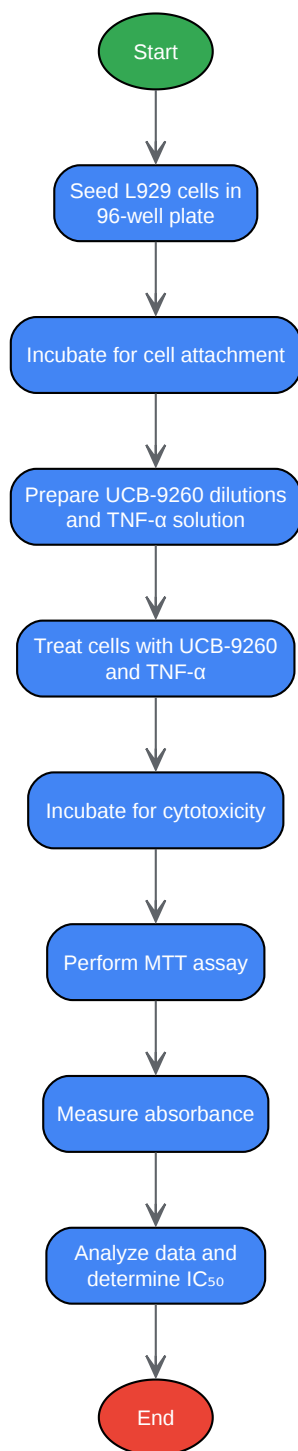 Start
Seed L929 cells in
96-well plate
Incubate for cell attachment
Prepare UCB-9260 dilutions
and TNF-α solution
Treat cells with UCB-9260
and TNF-α
Incubate for cytotoxicity
Perform MTT assay
Measure absorbance
Analyze data and
determine IC₅₀
End